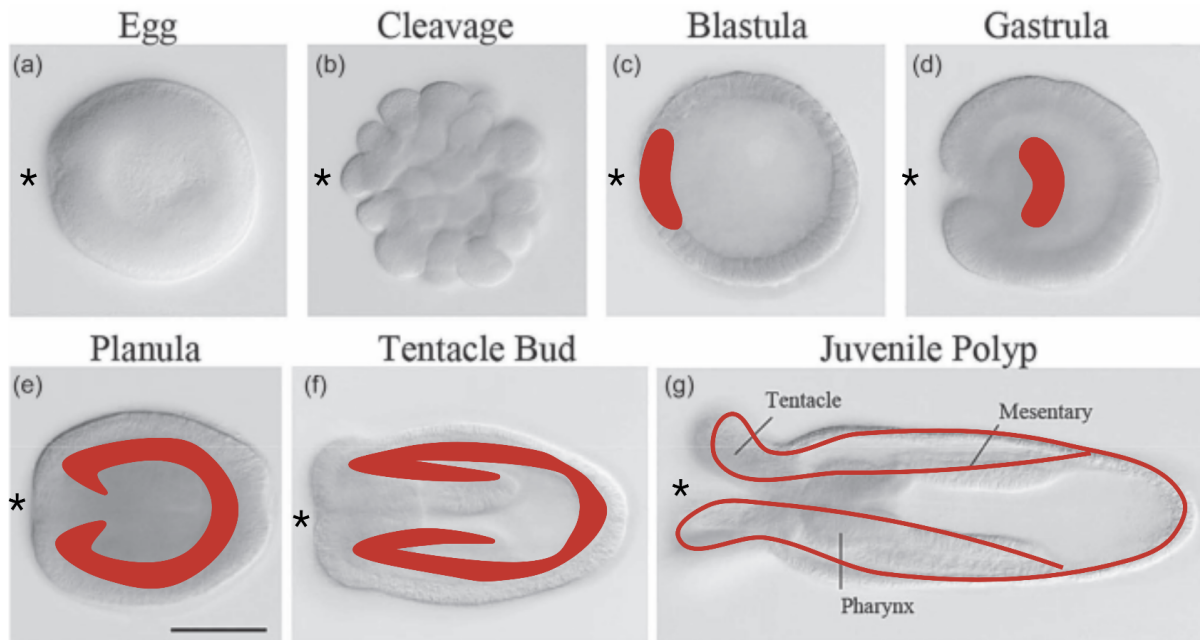 Egg
Cleavage
Blastula
Gastrula
(a)
(b)
(c)
(d)
*
*
*
*
Planula
Tentacle Bud
Juvenile Polyp
(e)
(f)
(g)
Tentacle
Mesentary
*
*
*
Pharynx